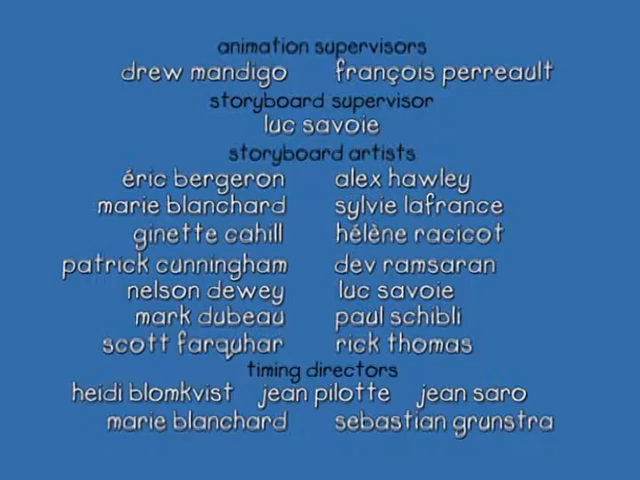 animation supervisors
drew mandigo françois perreault
storyboard supervisor
luc savoie
storyboard artists
éric bergeron alex hawley
marie blanchard sylvie lafrance
ginette cahill hélène racicot
patrick cunningham dev ramsaran
nelson dewey luc savoie
mark dubeau paul schibli
scott farquhar rick thomas
timing directors
heidi blomkvist jean pilotte jean saro
marie blanchard sebastian grunstra